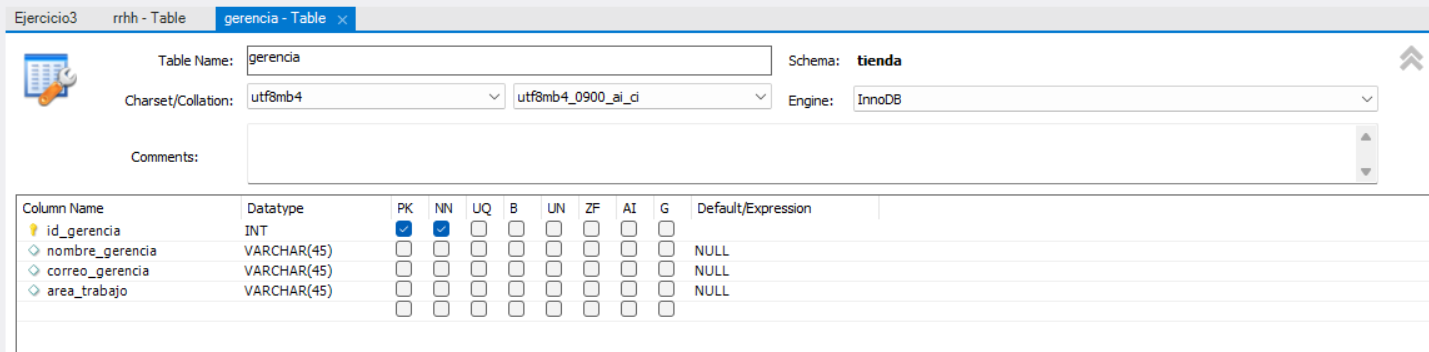 Ejercicio3 rrhh - Table gerencia - Table
Table Name: gerencia Schema: tienda
Charset/Collation: utf8mb4 utf8mb4_0900_ai_ci Engine: InnoDB
Comments:
Column Name Datatype PK NN UQ B UN ZF AI G Default/Expression
id_gerencia INT
nombre_gerencia VARCHAR(45) NULL
correo_gerencia VARCHAR(45) NULL
area_trabajo VARCHAR(45) NULL